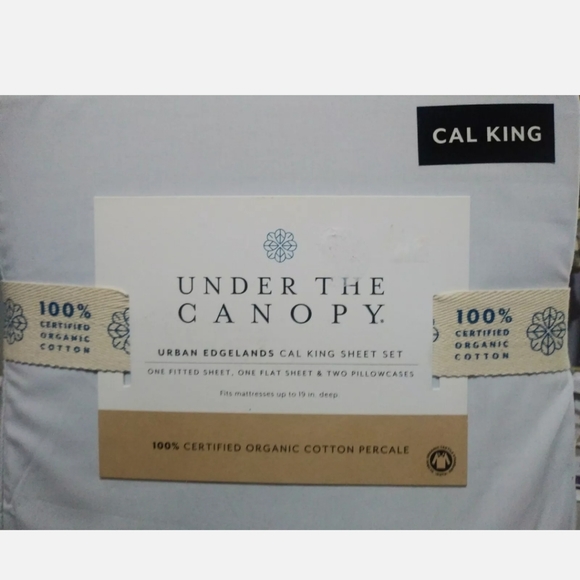 CAL KING
UNDER THE
CANOPY®
URBAN EDGELANDS CAL KING SHEET SET
ONE FITTED SHEET, ONE FLAT SHEET & TWO PILLOWCASES
Fits mattresses up to 19 in. deep.
100% CERTIFIED ORGANIC COTTON PERCALE
100%
CERTIFIED
ORGANIC
COTTON
100%
CERTIFIED
ORGANIC
COTTON